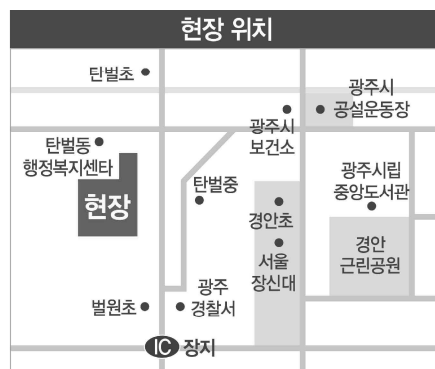 현장 위치
탄벌초
광주시
공설운동장
광주시
보건소
탄벌동
행정복지센타
광주시립
중앙도서관
탄벌중
현장
경안초
서울
장신대
경안
근린공원
광주
경찰서
벌원초
IC 장지